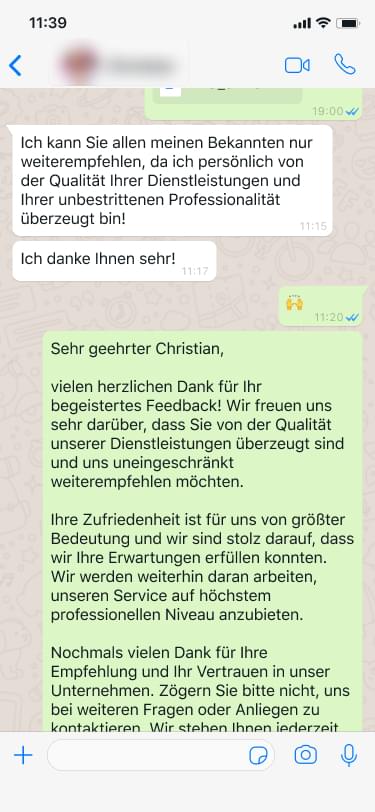 11:39
19:00
Ich kann Sie allen meinen Bekannten nur
weiterempfehlen, da ich persönlich von
der Qualität Ihrer Dienstleistungen und
Ihrer unbestrittenen Professionalität
überzeugt bin!
11:15
Ich danke Ihnen sehr!
11:17
🙌
11:20
Sehr geehrter Christian,
vielen herzlichen Dank für Ihr
begeistertes Feedback! Wir freuen uns
sehr darüber, dass Sie von der Qualität
unserer Dienstleistungen überzeugt sind
und uns uneingeschränkt
weiterempfehlen möchten.
Ihre Zufriedenheit ist für uns von größter
Bedeutung und wir sind stolz darauf, dass
wir Ihre Erwartungen erfüllen konnten.
Wir werden weiterhin daran arbeiten,
unseren Service auf höchstem
professionellen Niveau anzubieten.
Nochmals vielen Dank für Ihre
Empfehlung und Ihr Vertrauen in unser
Unternehmen. Zögern Sie bitte nicht, uns
bei weiteren Fragen oder Anliegen zu
kontaktieren. Wir stehen Ihnen jederzeit